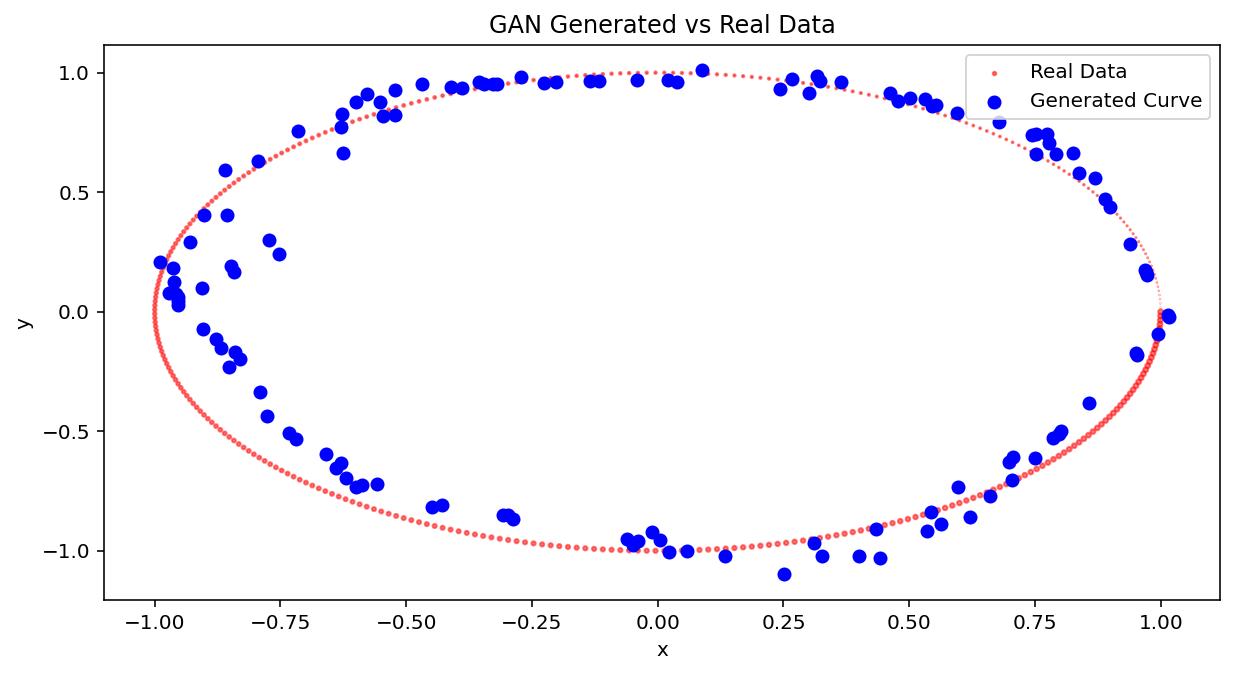 GAN Generated vs Real Data
Real Data
Generated Curve
1.0
0.5
0.0
−0.5
−1.0
y
−1.00 −0.75 −0.50 −0.25 0.00 0.25 0.50 0.75 1.00
x